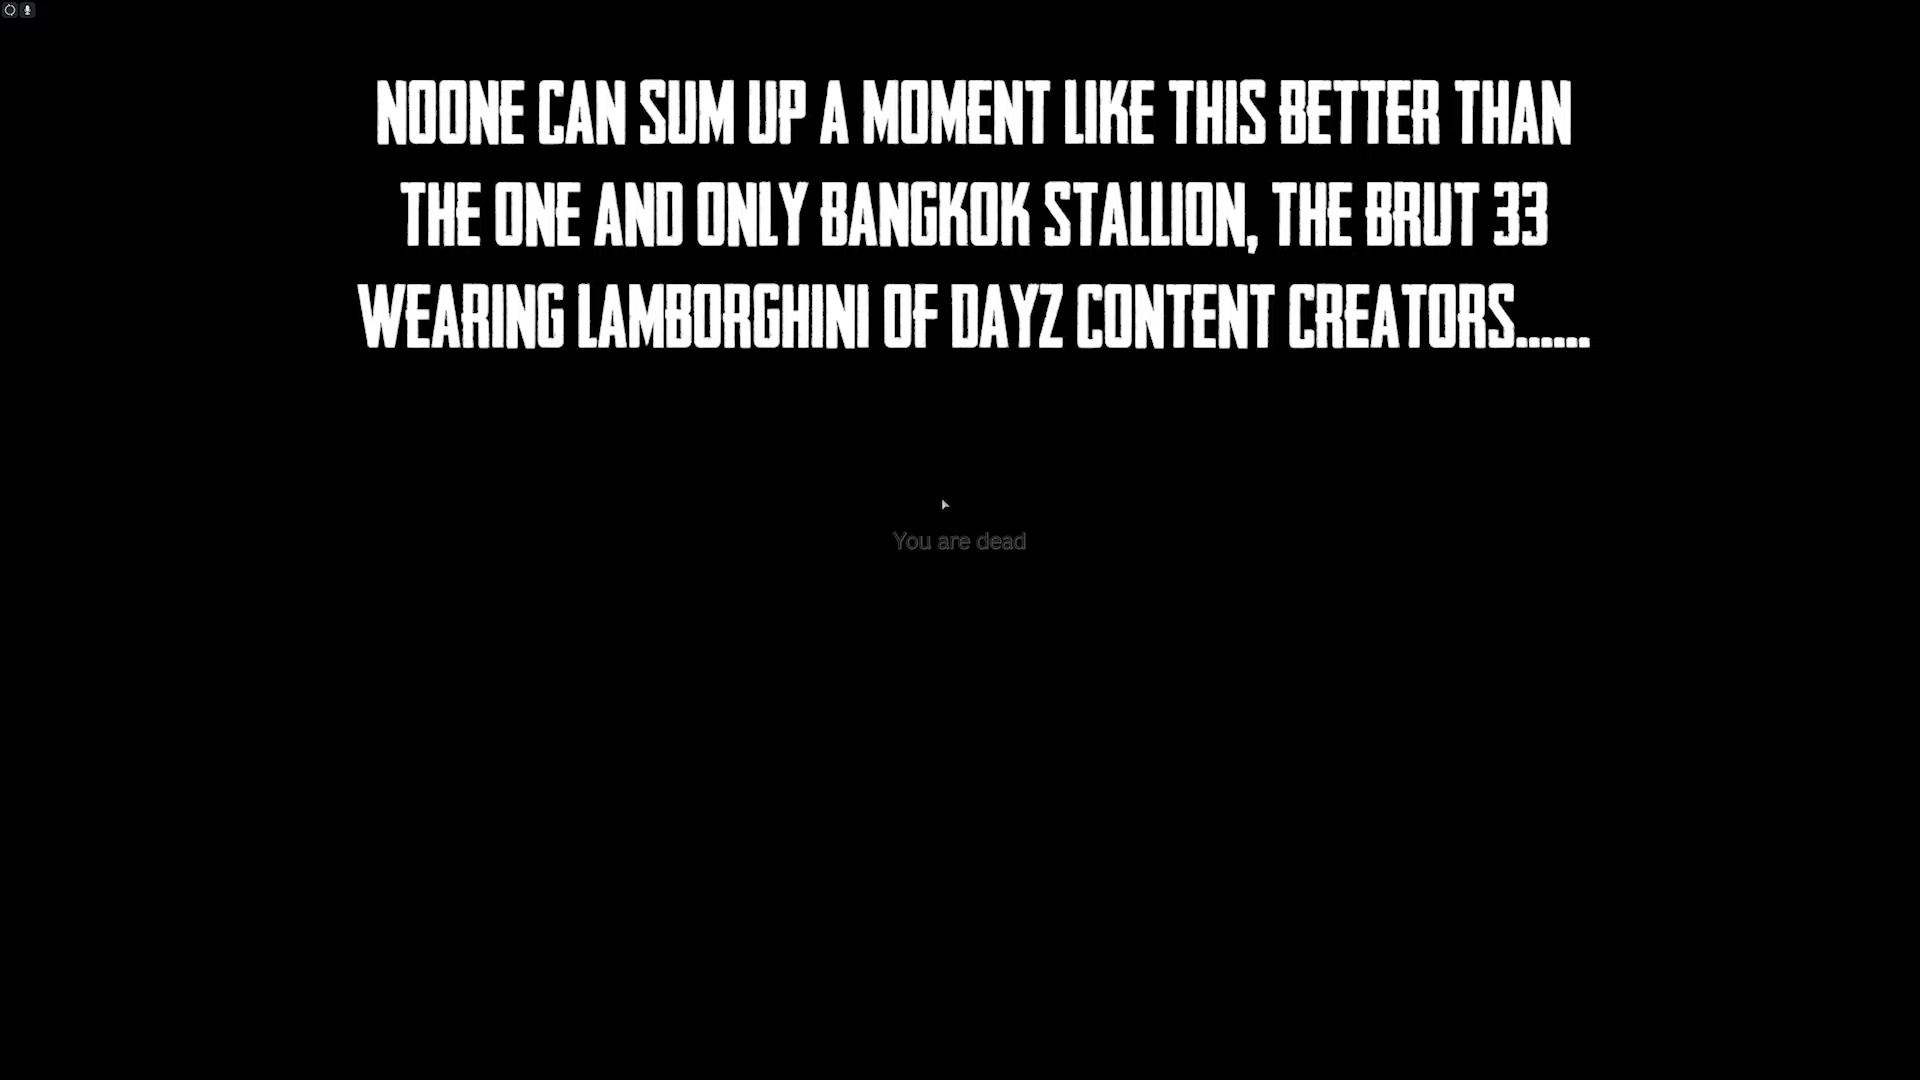 NOONE CAN SUM UP A MOMENT LIKE THIS BETTER THAN
THE ONE AND ONLY BANGKOK STALLION, THE BRUT 33
WEARING LAMBORGHINI OF DAYZ CONTENT CREATORS......
You are dead